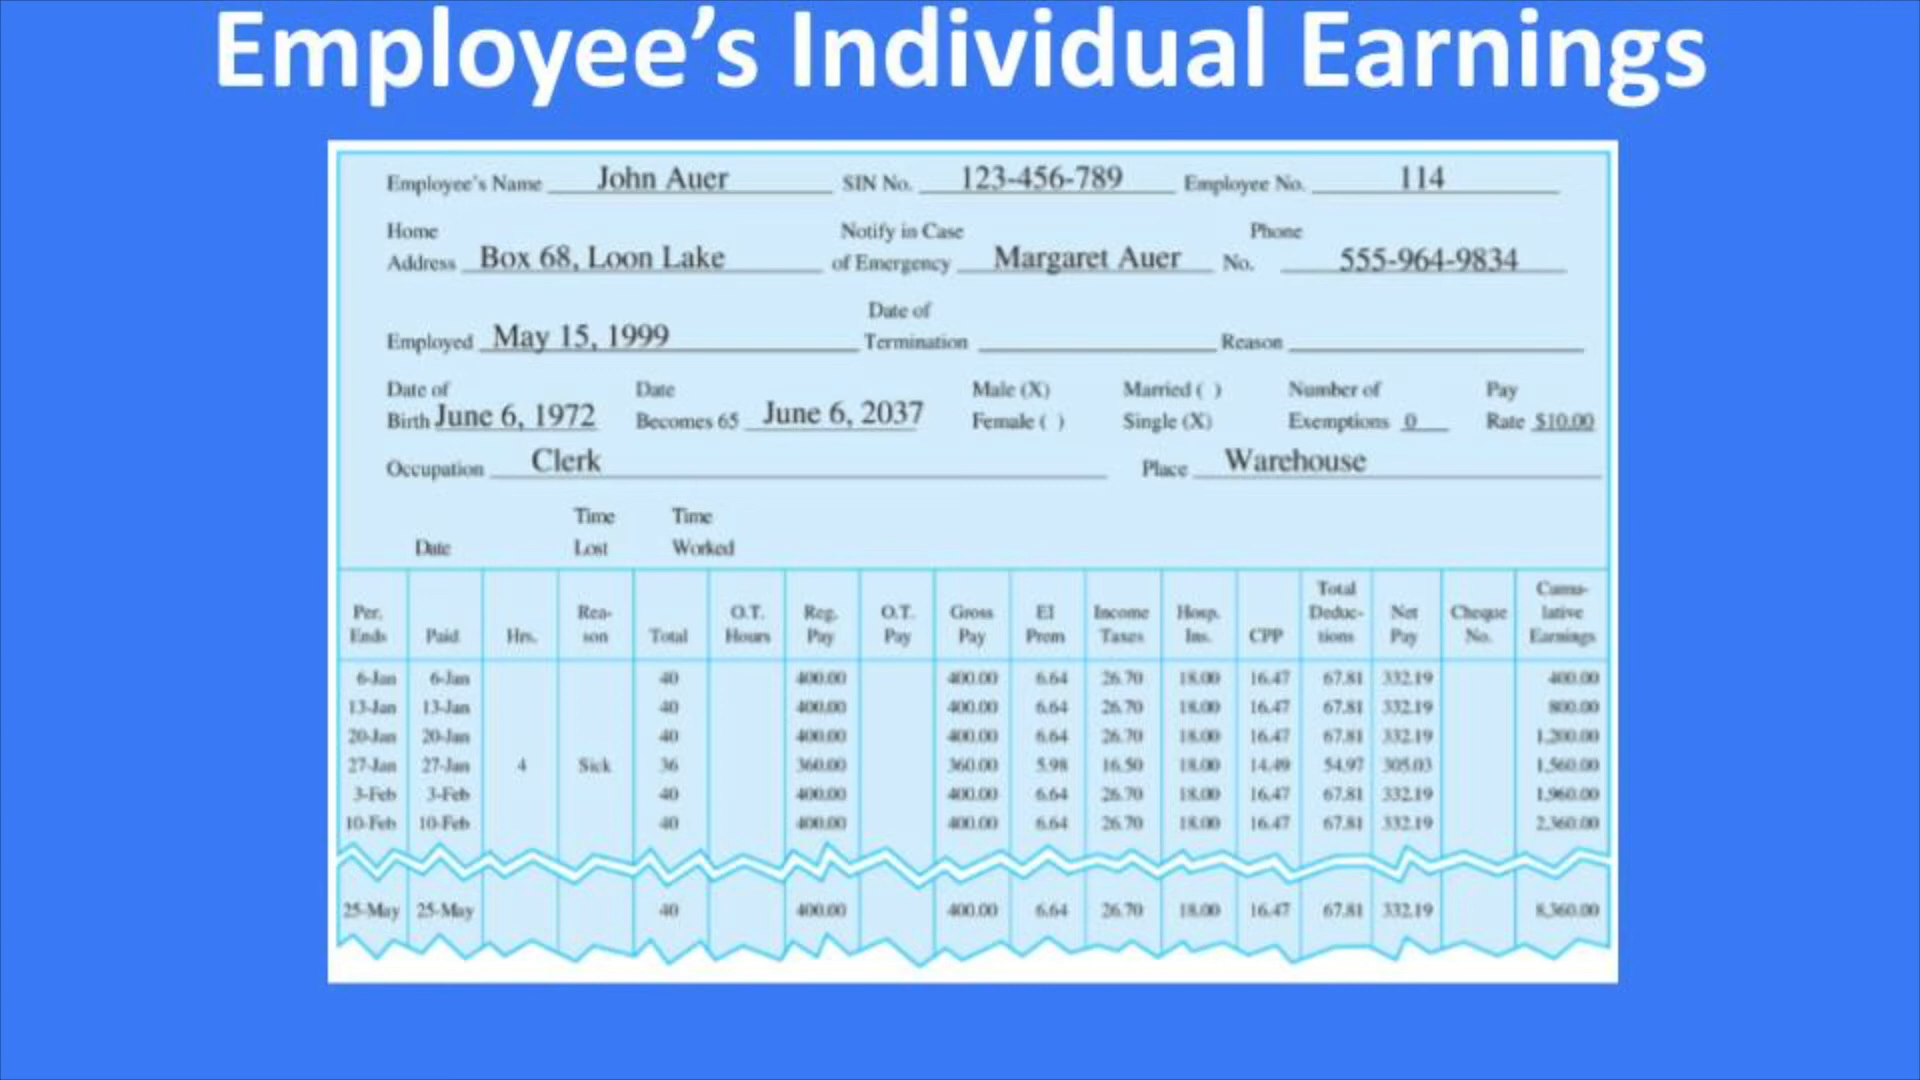 Employee's Individual Earnings
Employee's Name John Auer SIN No. 123-456-789 Employee No. 114
Home Notify in Case Phone
Address Box 68, Loon Lake of Emergency Margaret Auer No. 555-964-9834
Date of
Employed May 15, 1999 Termination Reason
Date of Date Male (X) Married ( ) Number of Pay
Birth June 6, 1972 Becomes 65 June 6, 2037 Female ( ) Single (X) Exemptions 0 Rate $10.00
Occupation Clerk Place Warehouse
Time Time
Date Lost Worked
Total Cumu-
Per. Rea- O.T. Reg. O.T. Gross EI Income Hosp. Deduc- Net Cheque lative
Ends Paid Hrs. son Total Hours Pay Pay Pay Prem Taxes Ins. CPP tions Pay No. Earnings
6-Jan 6-Jan 40 400.00 400.00 6.64 26.70 18.00 16.47 67.81 332.19 400.00
13-Jan 13-Jan 40 400.00 400.00 6.64 26.70 18.00 16.47 67.81 332.19 800.00
20-Jan 20-Jan 40 400.00 400.00 6.64 26.70 18.00 16.47 67.81 332.19 1,200.00
27-Jan 27-Jan 4 Sick 36 360.00 360.00 5.98 16.50 18.00 14.49 54.97 305.03 1,560.00
3-Feb 3-Feb 40 400.00 400.00 6.64 26.70 18.00 16.47 67.81 332.19 1,960.00
10-Feb 10-Feb 40 400.00 400.00 6.64 26.70 18.00 16.47 67.81 332.19 2,360.00
25-May 25-May 40 400.00 400.00 6.64 26.70 18.00 16.47 67.81 332.19 8,360.00